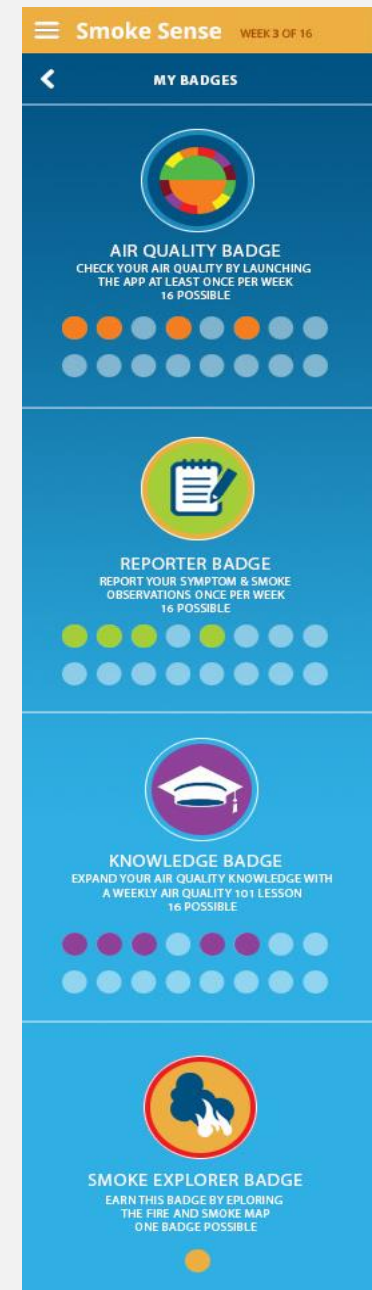 Smoke Sense WEEK 3 OF 16
MY BADGES
AIR QUALITY BADGE
CHECK YOUR AIR QUALITY BY LAUNCHING
THE APP AT LEAST ONCE PER WEEK
16 POSSIBLE
REPORTER BADGE
REPORT YOUR SYMPTOM & SMOKE
OBSERVATIONS ONCE PER WEEK
16 POSSIBLE
KNOWLEDGE BADGE
EXPAND YOUR AIR QUALITY KNOWLEDGE WITH
A WEEKLY AIR QUALITY 101 LESSON
16 POSSIBLE
SMOKE EXPLORER BADGE
EARN THIS BADGE BY EPLORING
THE FIRE AND SMOKE MAP
ONE BADGE POSSIBLE